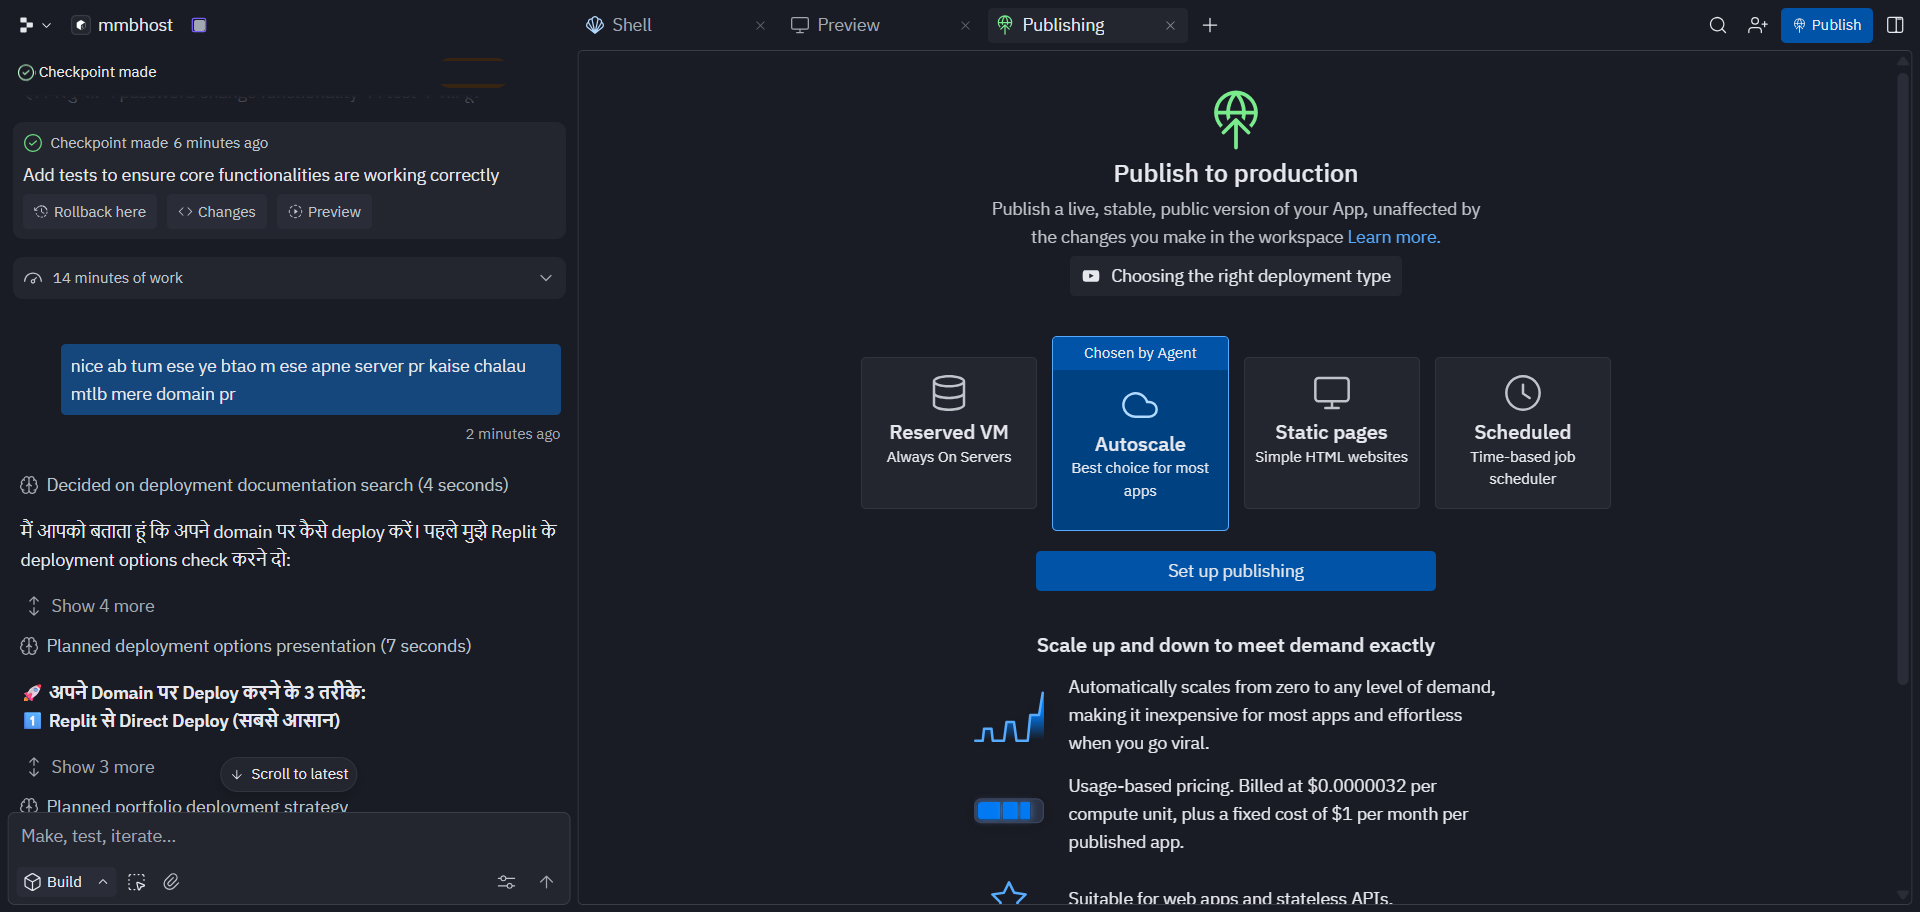 mmbhost
Shell
Preview
Publishing
Publish
Checkpoint made
Checkpoint made 6 minutes ago
Add tests to ensure core functionalities are working correctly
Rollback here
Changes
Preview
14 minutes of work
nice ab tum ese ye btao m ese apne server pr kaise chalau
mtlb mere domain pr
2 minutes ago
Decided on deployment documentation search (4 seconds)
मैं आपको बताता हूं कि अपने domain पर कैसे deploy करें। पहले मुझे Replit के
deployment options check करने दो:
Show 4 more
Planned deployment options presentation (7 seconds)
🚀 अपने Domain पर Deploy करने के 3 तरीके:
1️⃣ Replit से Direct Deploy (सबसे आसान)
Show 3 more
Scroll to latest
Planned portfolio deployment strategy
Make, test, iterate...
Build
Publish to production
Publish a live, stable, public version of your App, unaffected by
the changes you make in the workspace Learn more.
Choosing the right deployment type
Reserved VM
Always On Servers
Chosen by Agent
Autoscale
Best choice for most
apps
Static pages
Simple HTML websites
Scheduled
Time-based job
scheduler
Set up publishing
Scale up and down to meet demand exactly
Automatically scales from zero to any level of demand,
making it inexpensive for most apps and effortless
when you go viral.
Usage-based pricing. Billed at $0.0000032 per
compute unit, plus a fixed cost of $1 per month per
published app.
Suitable for web apps and stateless APIs.